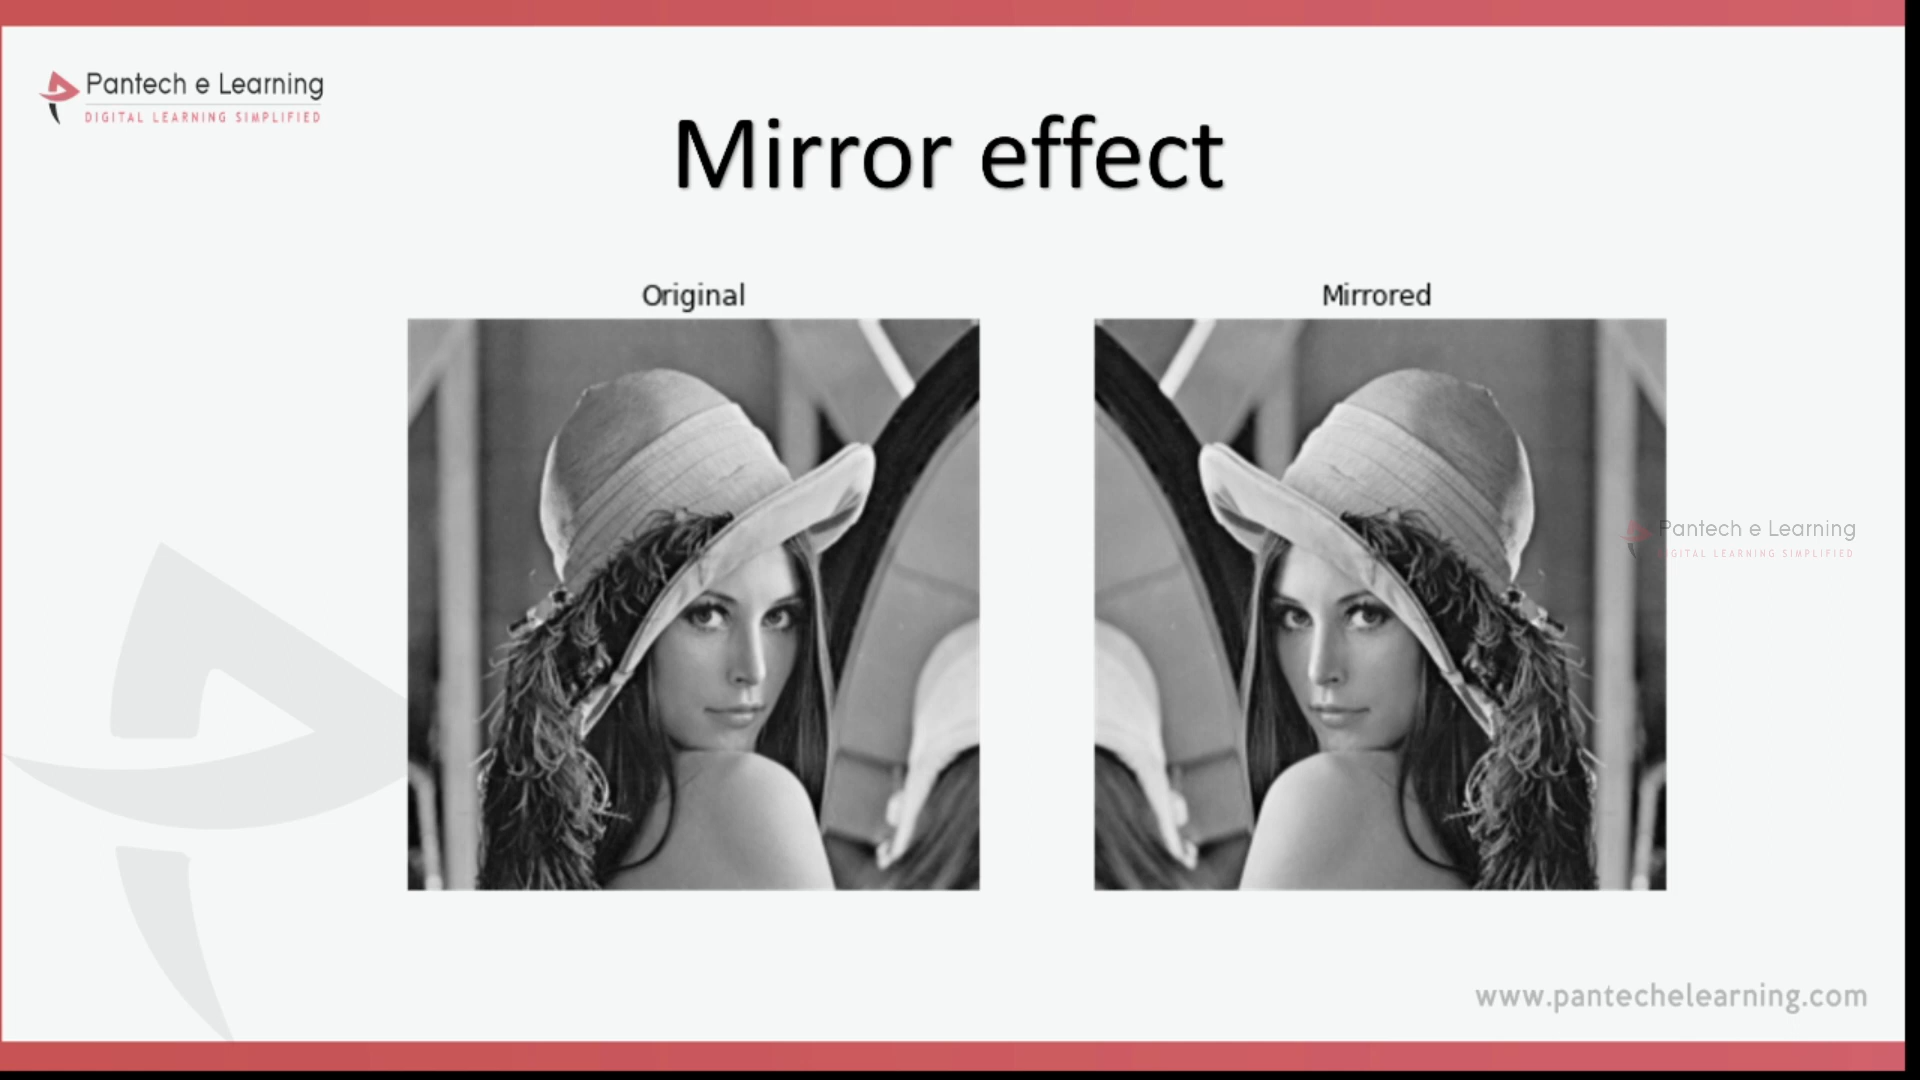 Pantech e Learning
DIGITAL LEARNING SIMPLIFIED
Mirror effect
Original
Mirrored
Pantech e Learning
DIGITAL LEARNING SIMPLIFIED
www.pantechelearning.com